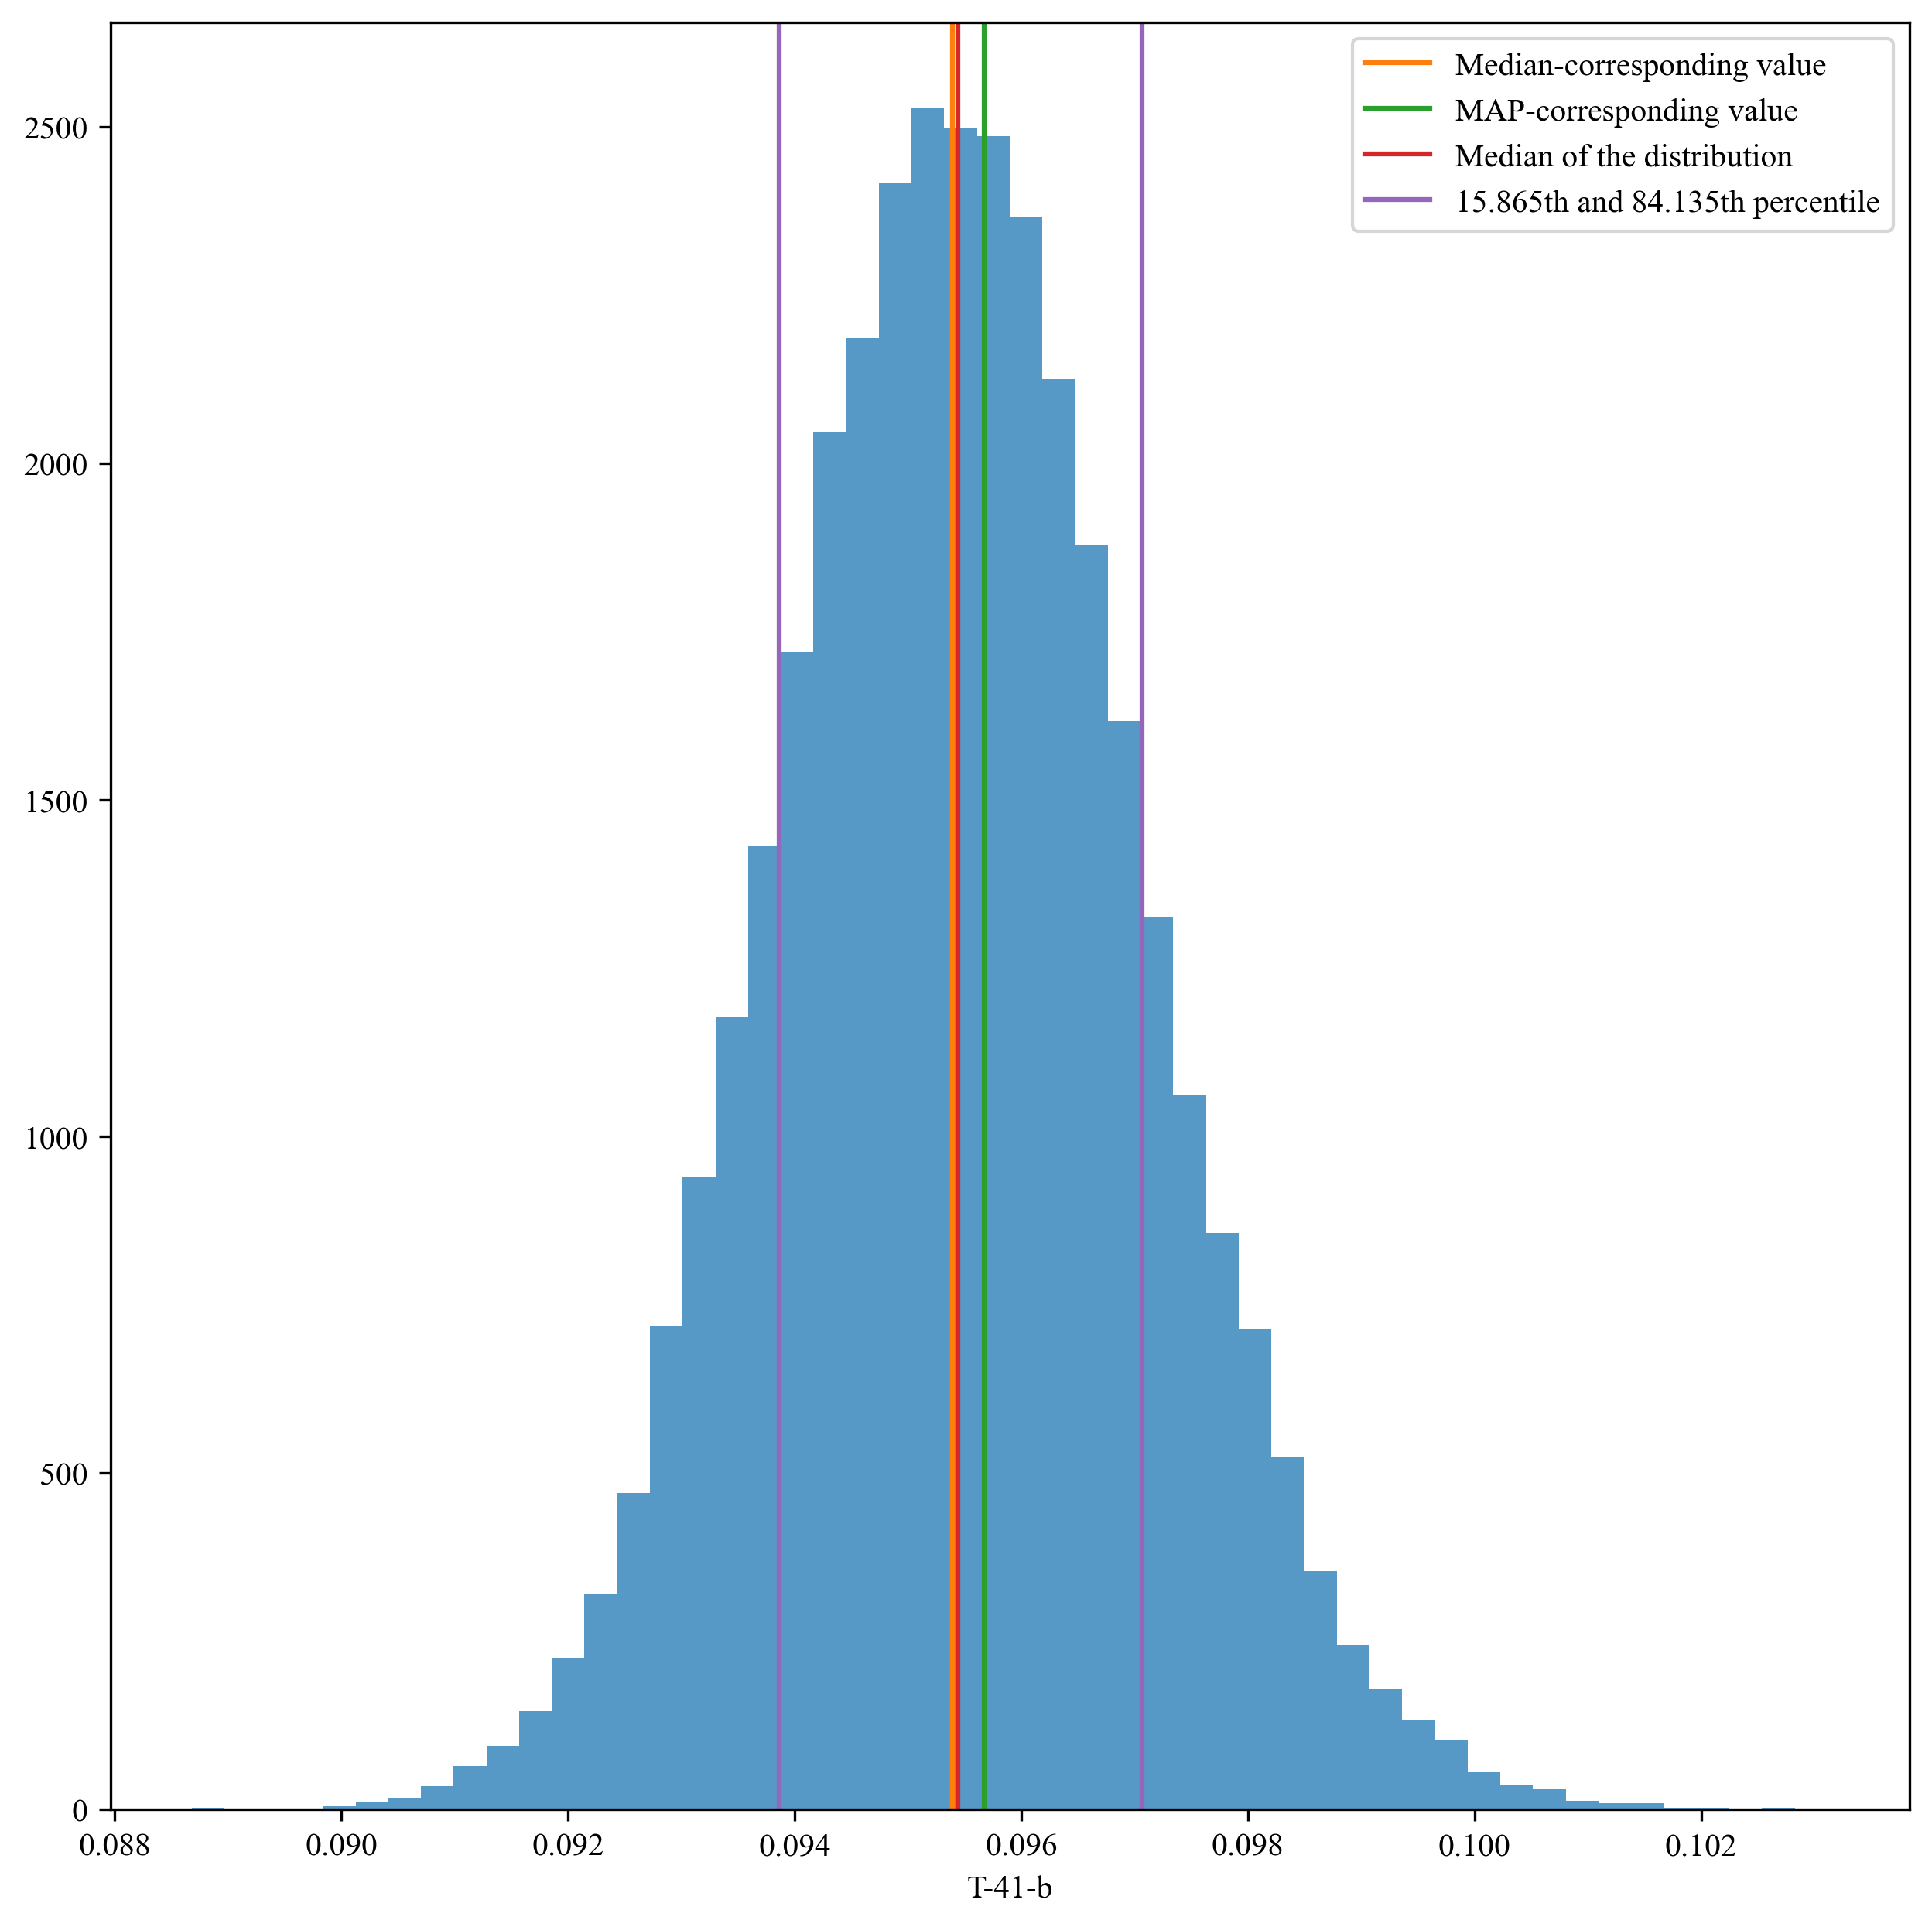 Median-corresponding value
MAP-corresponding value
Median of the distribution
15.865th and 84.135th percentile
2500
2000
1500
1000
500
0
0.088 0.090 0.092 0.094 0.096 0.098 0.100 0.102
T-41-b